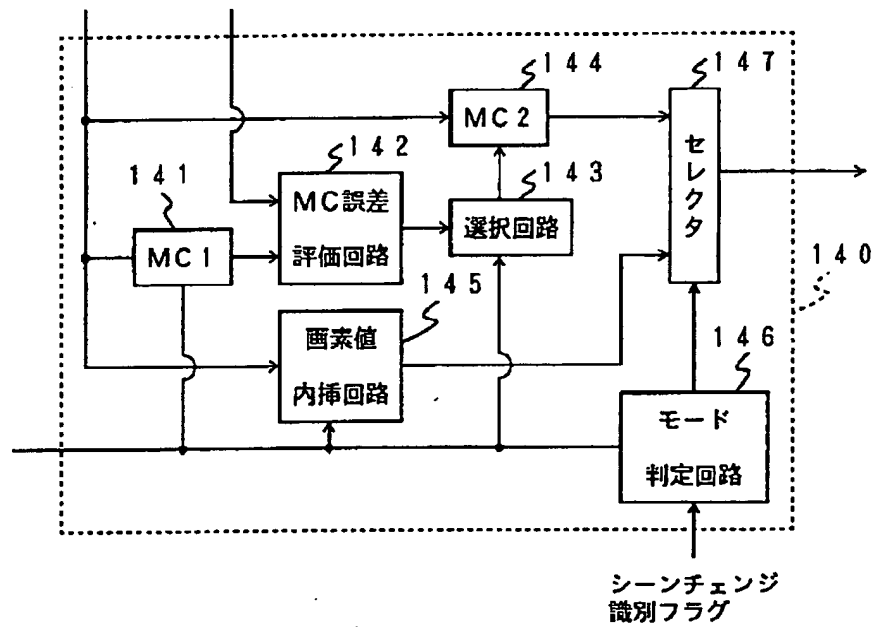 144
147
MC2
142
143
141
MC誤差
評価回路
選択回路
セレクタ
MC1
140
145
画素値
内挿回路
146
モード
判定回路
シーンチェンジ
識別フラグ